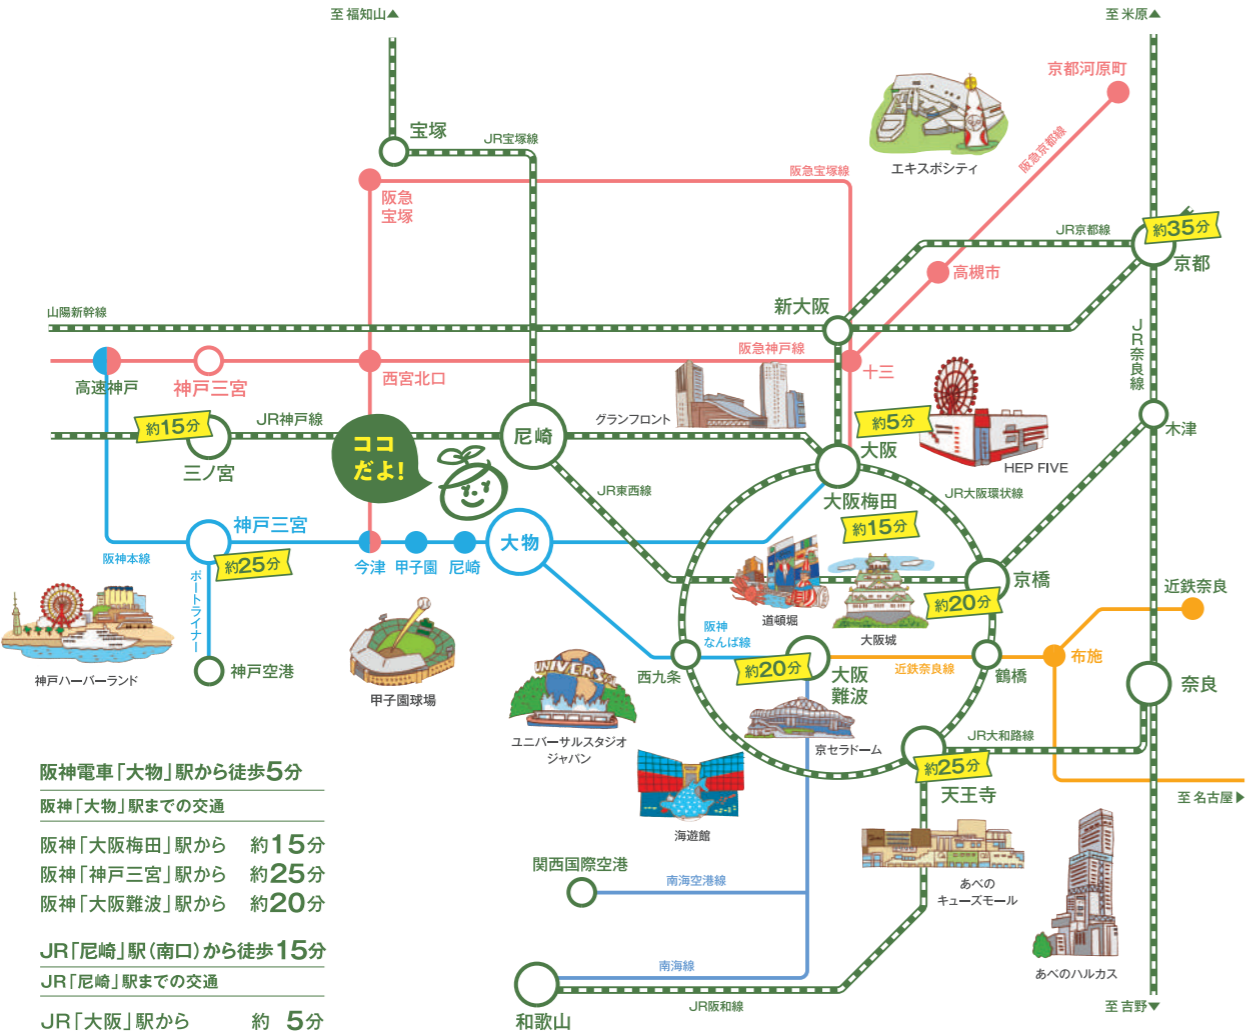 至 福知山▲
至 米原▲
京都河原町
宝塚
JR宝塚線
阪急宝塚線
阪急京都線
エキスポシティ
阪急
宝塚
JR京都線
約35分
京都
高槻市
新大阪
山陽新幹線
JR奈良線
阪急神戸線
高速神戸
神戸三宮
西宮北口
十三
グランフロント
約15分
JR神戸線
三ノ宮
ココ
だよ!
尼崎
約5分
大阪
HEP FIVE
木津
JR東西線
大阪梅田
JR大阪環状線
約15分
神戸三宮
阪神本線
約25分
今津
甲子園
尼崎
大物
ポートライナー
京橋
約20分
道頓堀
大阪城
近鉄奈良
阪神
なんば線
西九条
約20分
大阪
難波
近鉄奈良線
鶴橋
布施
奈良
神戸ハーバーランド
神戸空港
甲子園球場
UNIVERSAL
ユニバーサルスタジオ
ジャパン
京セラドーム
JR大和路線
約25分
天王寺
至 名古屋▶
海遊館
あべの
キューズモール
あべのハルカス
関西国際空港
南海空港線
南海線
JR阪和線
和歌山
至 吉野▼
阪神電車「大物」駅から徒歩5分
阪神「大物」駅までの交通
阪神「大阪梅田」駅から 約15分
阪神「神戸三宮」駅から 約25分
阪神「大阪難波」駅から 約20分
JR「尼崎」駅(南口)から徒歩15分
JR「尼崎」駅までの交通
JR「大阪」駅から 約 5分